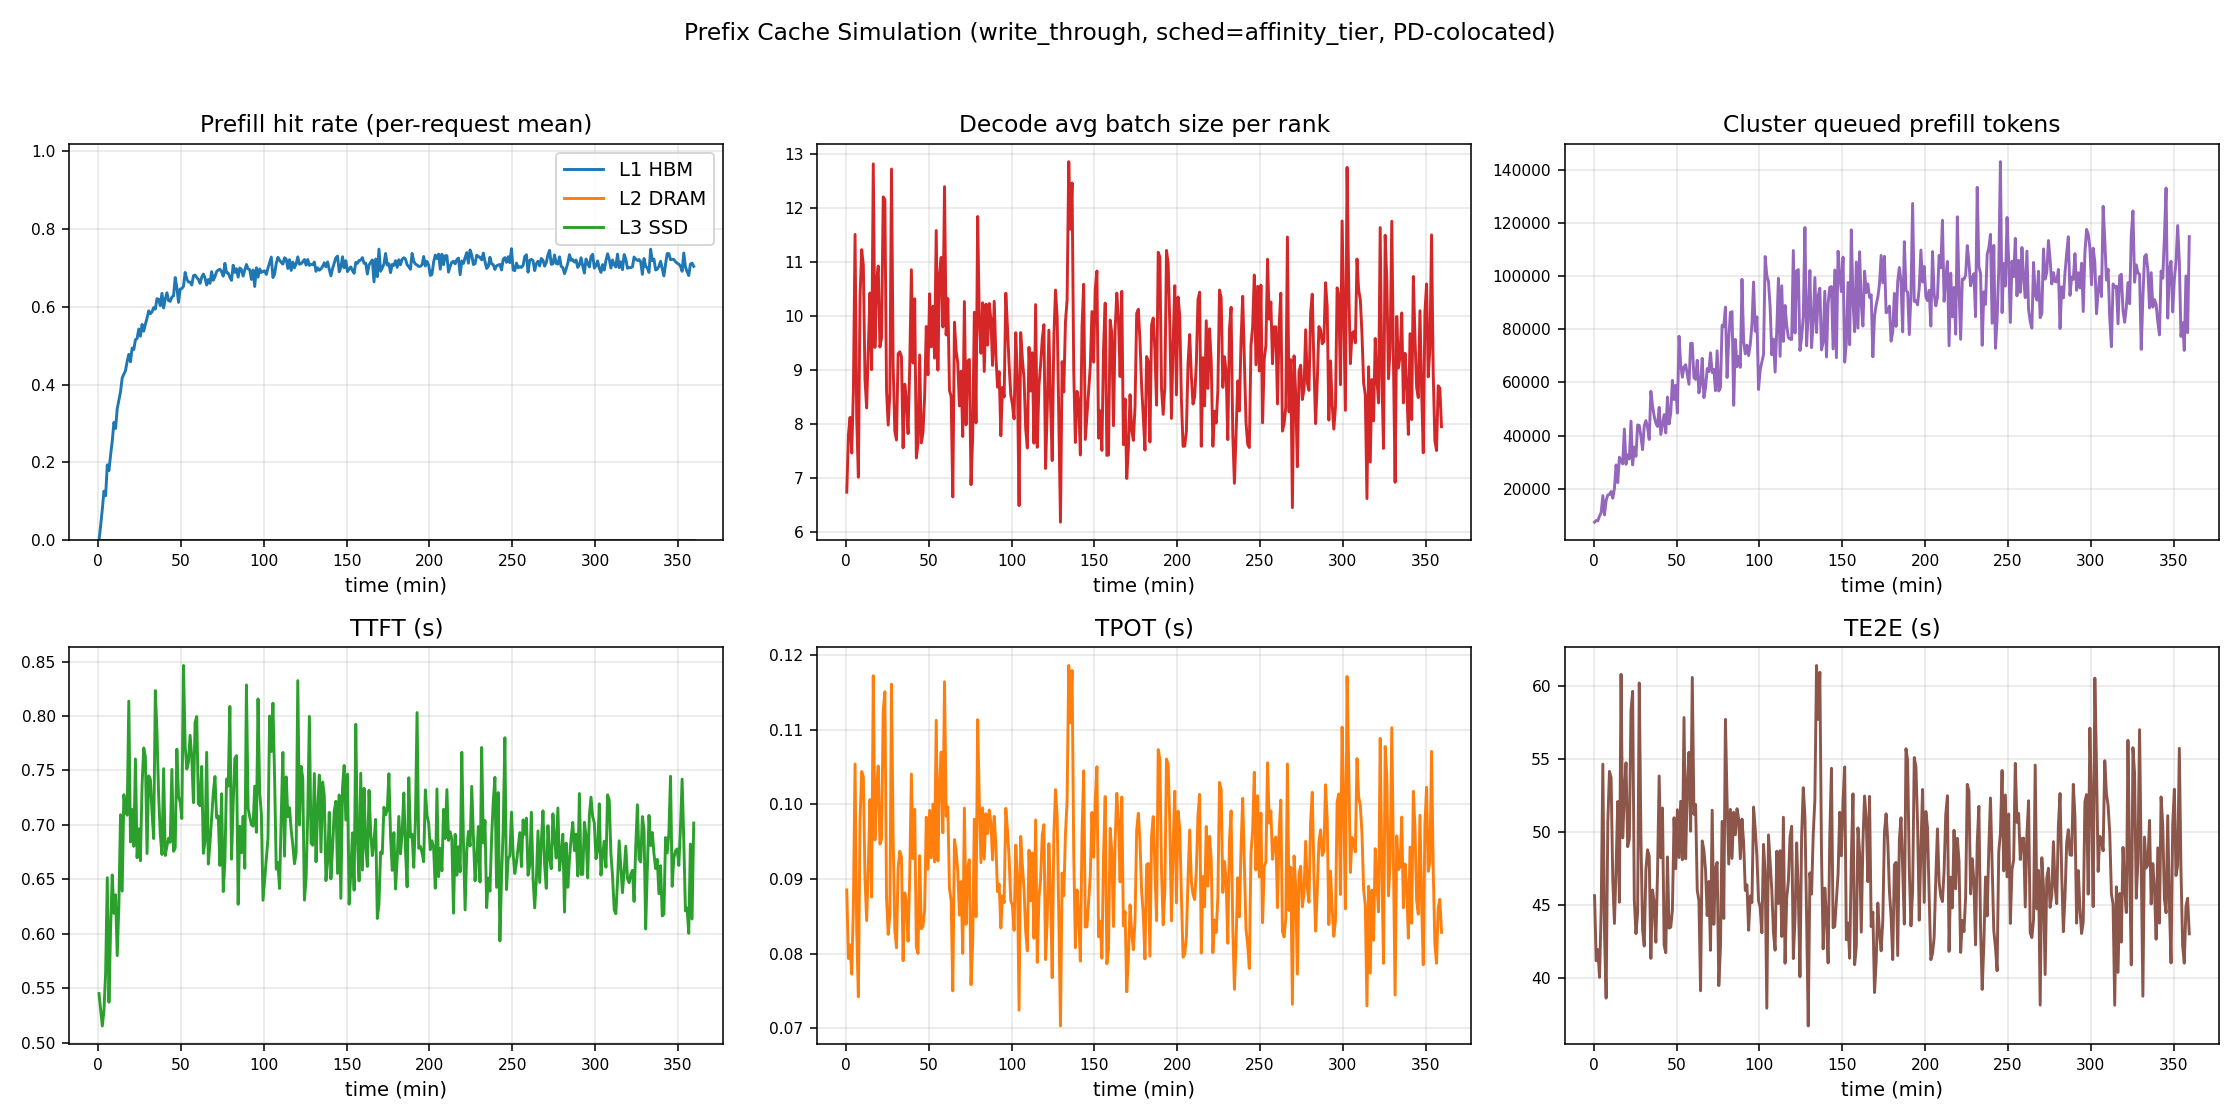 Prefix Cache Simulation (write_through, sched=affinity_tier, PD-colocated)
Prefill hit rate (per-request mean)
1.0
0.8
0.6
0.4
0.2
0.0
L1 HBM
L2 DRAM
L3 SSD
0 50 100 150 200 250 300 350
time (min)
Decode avg batch size per rank
13
12
11
10
9
8
7
6
0 50 100 150 200 250 300 350
time (min)
Cluster queued prefill tokens
140000
120000
100000
80000
60000
40000
20000
0 50 100 150 200 250 300 350
time (min)
TTFT (s)
0.85
0.80
0.75
0.70
0.65
0.60
0.55
0.50
0 50 100 150 200 250 300 350
time (min)
TPOT (s)
0.12
0.11
0.10
0.09
0.08
0.07
0 50 100 150 200 250 300 350
time (min)
TE2E (s)
60
55
50
45
40
0 50 100 150 200 250 300 350
time (min)